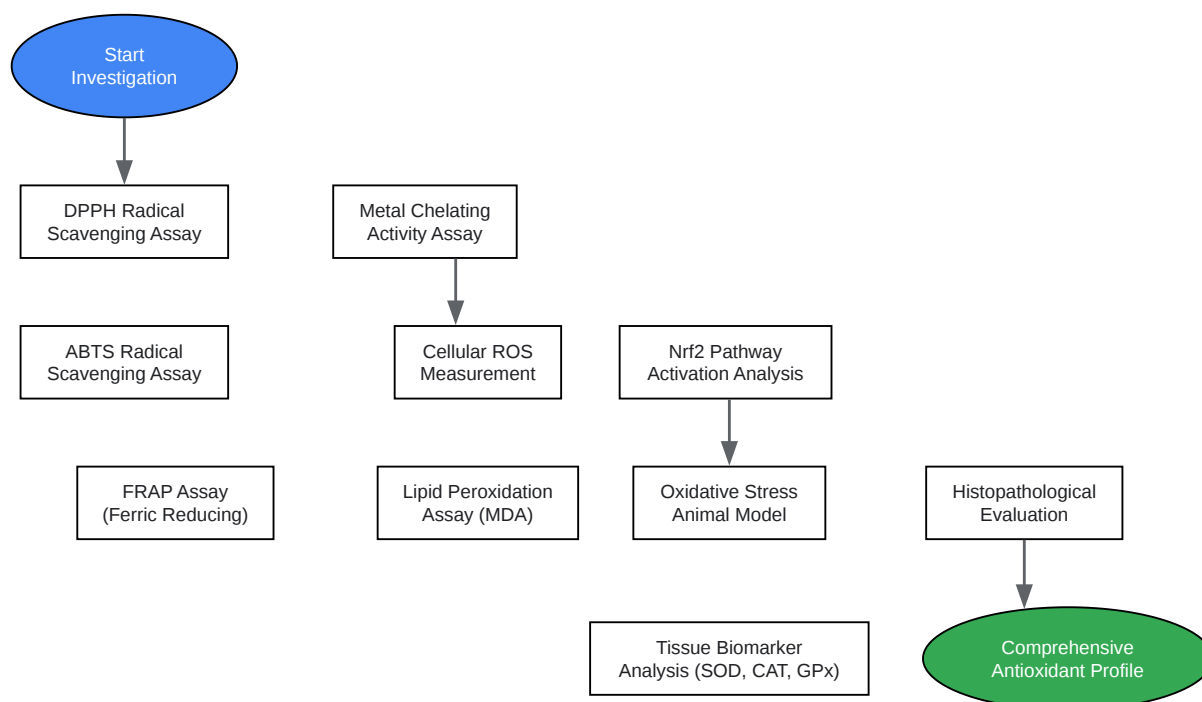 Start
Investigation
DPPH Radical
Scavenging Assay
Metal Chelating
Activity Assay
ABTS Radical
Scavenging Assay
Cellular ROS
Measurement
Nrf2 Pathway
Activation Analysis
FRAP Assay
(Ferric Reducing)
Lipid Peroxidation
Assay (MDA)
Oxidative Stress
Animal Model
Histopathological
Evaluation
Tissue Biomarker
Analysis (SOD, CAT, GPx)
Comprehensive
Antioxidant Profile